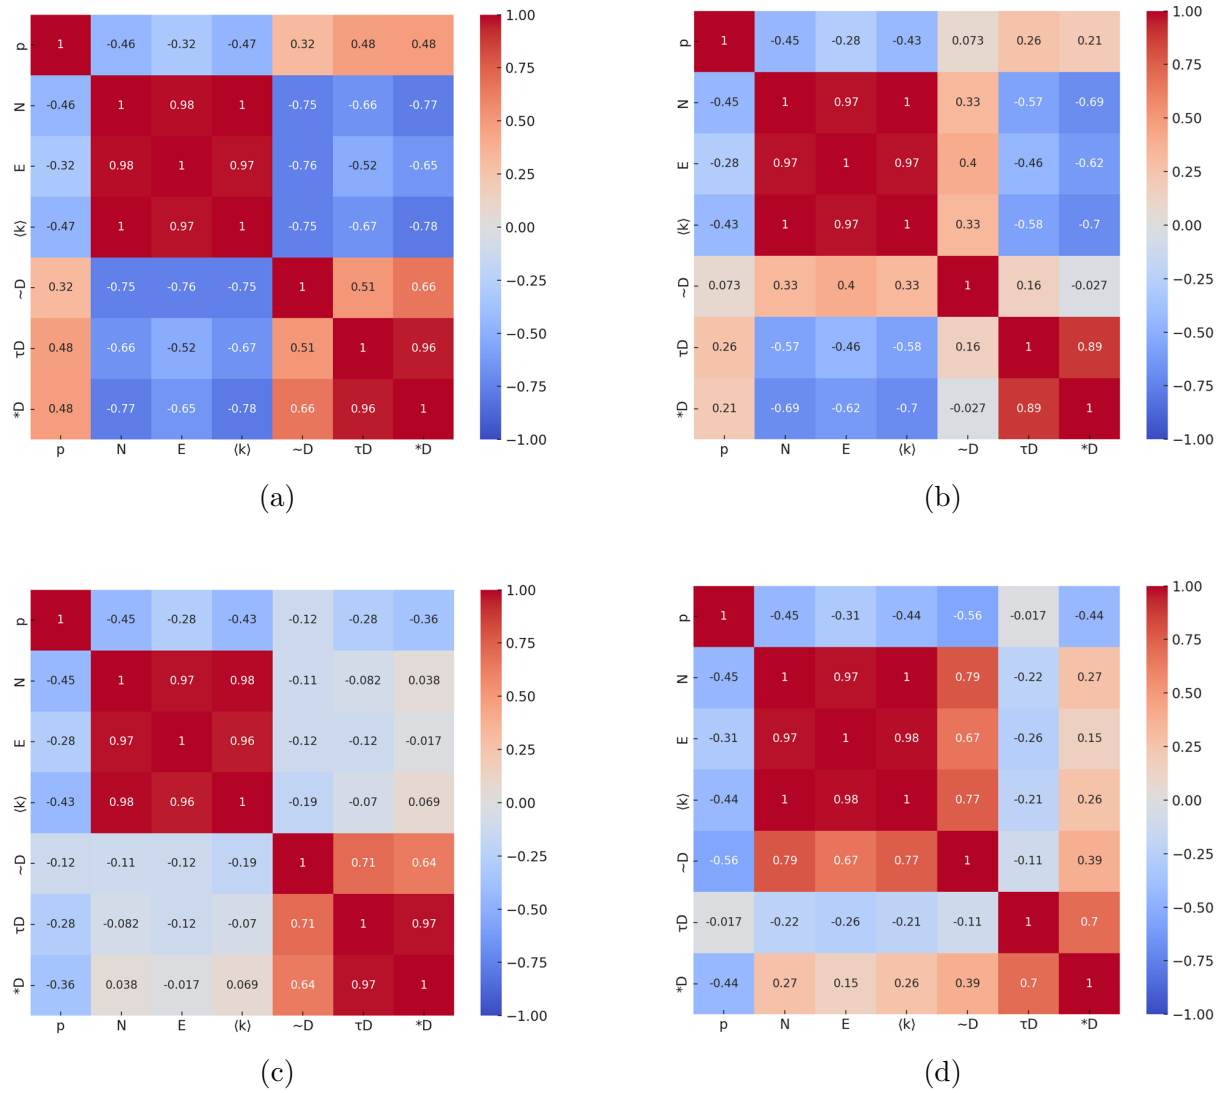 p 1 -0.46 -0.32 -0.47 0.32 0.48 0.48
N -0.46 1 0.98 1 -0.75 -0.66 -0.77
E -0.32 0.98 1 0.97 -0.76 -0.52 -0.65
⟨k⟩ -0.47 1 0.97 1 -0.75 -0.67 -0.78
~D 0.32 -0.75 -0.76 -0.75 1 0.51 0.66
τD 0.48 -0.66 -0.52 -0.67 0.51 1 0.96
*D 0.48 -0.77 -0.65 -0.78 0.66 0.96 1
p N E ⟨k⟩ ~D τD *D
1.00
0.75
0.50
0.25
0.00
−0.25
−0.50
−0.75
−1.00
(a)
p 1 -0.45 -0.28 -0.43 0.073 0.26 0.21
N -0.45 1 0.97 1 0.33 -0.57 -0.69
E -0.28 0.97 1 0.97 0.4 -0.46 -0.62
⟨k⟩ -0.43 1 0.97 1 0.33 -0.58 -0.7
~D 0.073 0.33 0.4 0.33 1 0.16 -0.027
τD 0.26 -0.57 -0.46 -0.58 0.16 1 0.89
*D 0.21 -0.69 -0.62 -0.7 -0.027 0.89 1
p N E ⟨k⟩ ~D τD *D
1.00
0.75
0.50
0.25
0.00
−0.25
−0.50
−0.75
−1.00
(b)
p 1 -0.45 -0.28 -0.43 -0.12 -0.28 -0.36
N -0.45 1 0.97 0.98 -0.11 -0.082 0.038
E -0.28 0.97 1 0.96 -0.12 -0.12 -0.017
⟨k⟩ -0.43 0.98 0.96 1 -0.19 -0.07 0.069
~D -0.12 -0.11 -0.12 -0.19 1 0.71 0.64
τD -0.28 -0.082 -0.12 -0.07 0.71 1 0.97
*D -0.36 0.038 -0.017 0.069 0.64 0.97 1
p N E ⟨k⟩ ~D τD *D
1.00
0.75
0.50
0.25
0.00
−0.25
−0.50
−0.75
−1.00
(c)
p 1 -0.45 -0.31 -0.44 -0.56 -0.017 -0.44
N -0.45 1 0.97 1 0.79 -0.22 0.27
E -0.31 0.97 1 0.98 0.67 -0.26 0.15
⟨k⟩ -0.44 1 0.98 1 0.77 -0.21 0.26
~D -0.56 0.79 0.67 0.77 1 -0.11 0.39
τD -0.017 -0.22 -0.26 -0.21 -0.11 1 0.7
*D -0.44 0.27 0.15 0.26 0.39 0.7 1
p N E ⟨k⟩ ~D τD *D
1.00
0.75
0.50
0.25
0.00
−0.25
−0.50
−0.75
−1.00
(d)